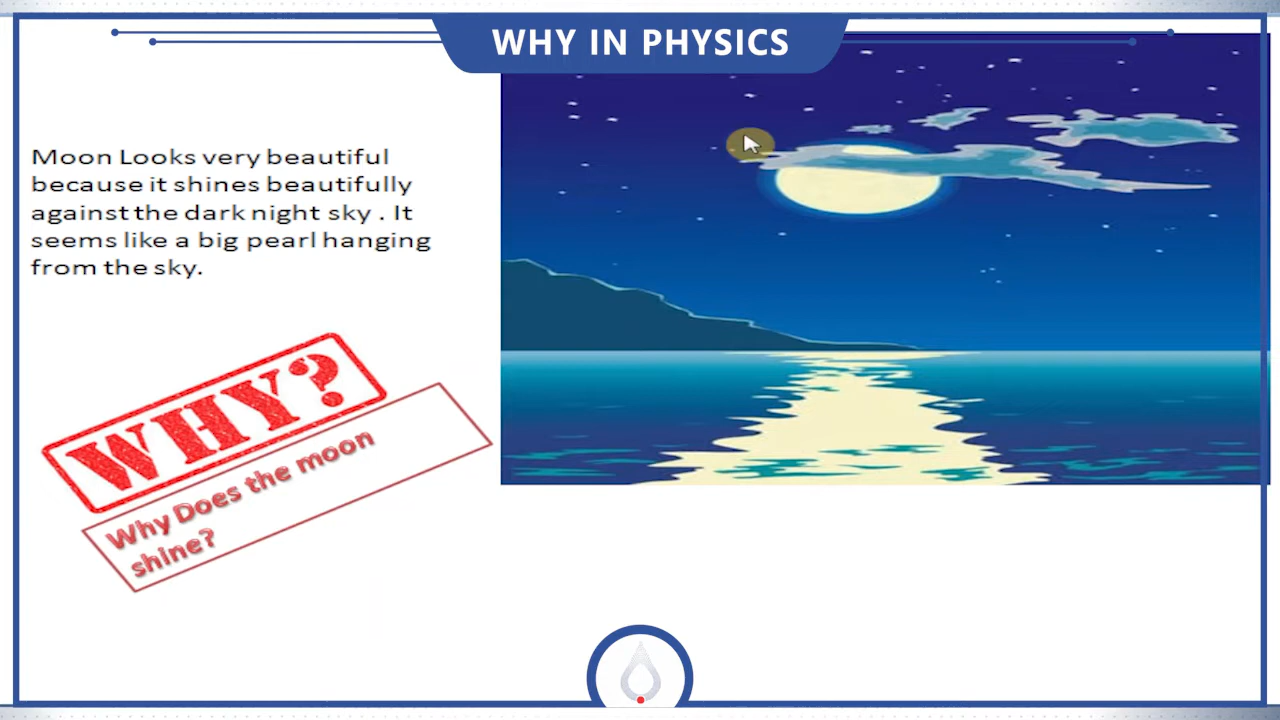 WHY IN PHYSICS
Moon Looks very beautiful
because it shines beautifully
against the dark night sky . It
seems like a big pearl hanging
from the sky.
WHY?
Why Does the moon
shine?